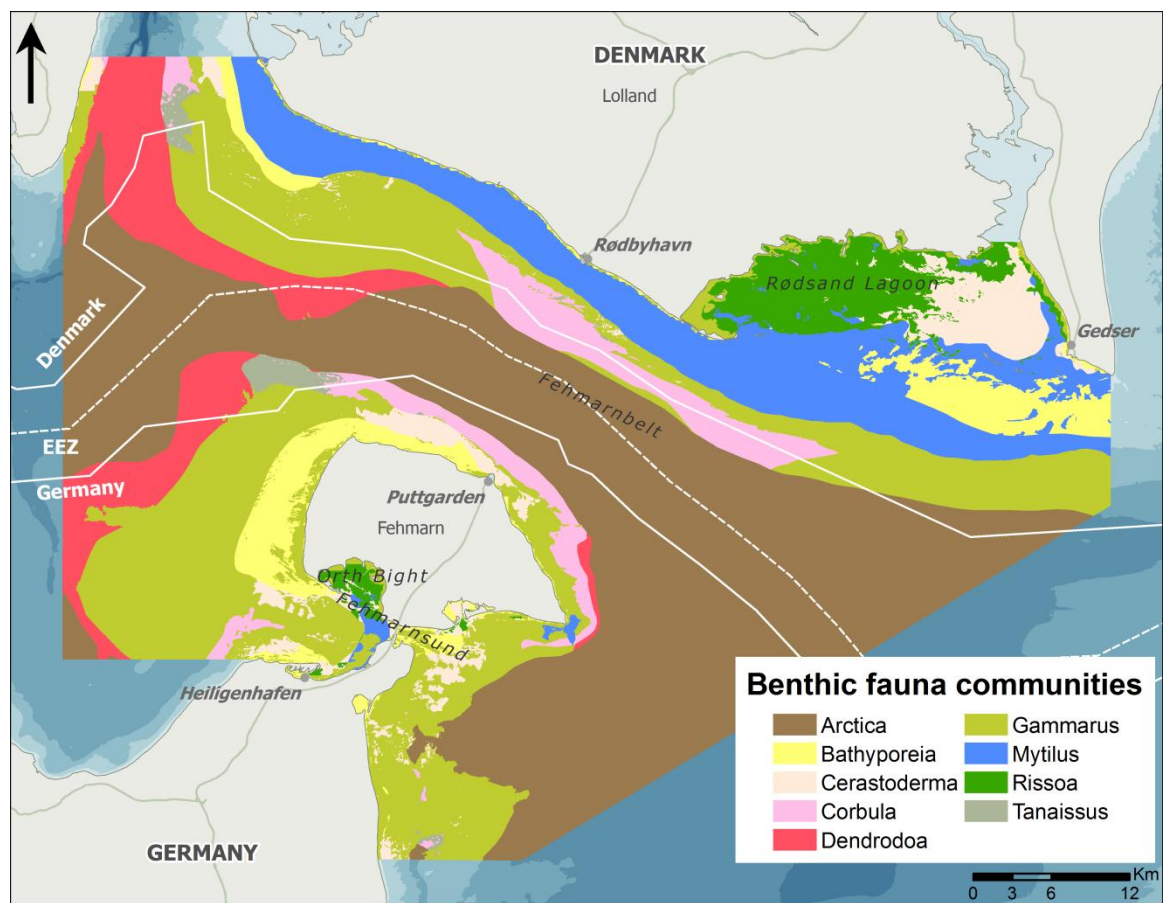 DENMARK
Lolland
Rødbyhavn
Rødsand Lagoon
Gedser
Denmark
Fehmarnbelt
EEZ
Germany
Puttgarden
Fehmarn
Orth Bight
Fehmarnsund
Heiligenhafen
GERMANY
Benthic fauna communities
Arctica
Bathyporeia
Cerastoderma
Corbula
Dendrodoa
Gammarus
Mytilus
Rissoa
Tanaissus
Km
0 3 6 12